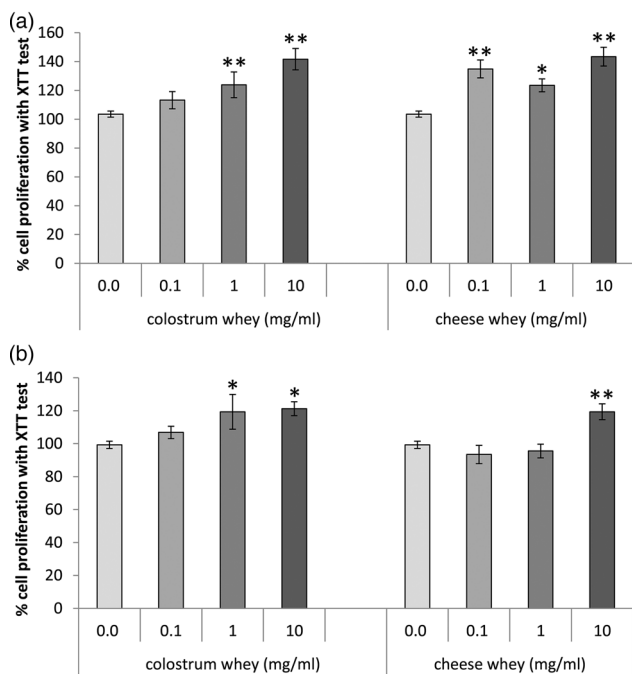 (a)
% cell proliferation with XTT test
160
140
120
100
80
60
40
20
0
** ** ** * **
0.0 0.1 1 10 0.0 0.1 1 10
colostrum whey (mg/ml) cheese whey (mg/ml)
(b)
% cell proliferation with XTT test
140
120
100
80
60
40
20
0
* * **
0.0 0.1 1 10 0.0 0.1 1 10
colostrum whey (mg/ml) cheese whey (mg/ml)